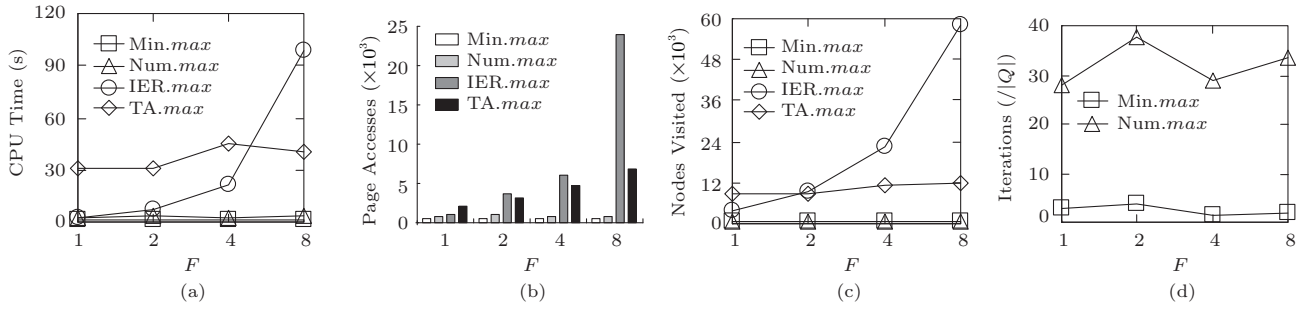 CPU Time (s)
120
90
60
30
0
Min.max
Num.max
IER.max
TA.max
1 2 4 8
F
(a)
Page Accesses (×10³)
25
20
15
10
5
0
Min.max
Num.max
IER.max
TA.max
1 2 4 8
F
(b)
Nodes Visited (×10³)
60
48
36
24
12
0
Min.max
Num.max
IER.max
TA.max
1 2 4 8
F
(c)
Iterations (/|Q|)
40
30
20
10
0
Min.max
Num.max
1 2 4 8
F
(d)